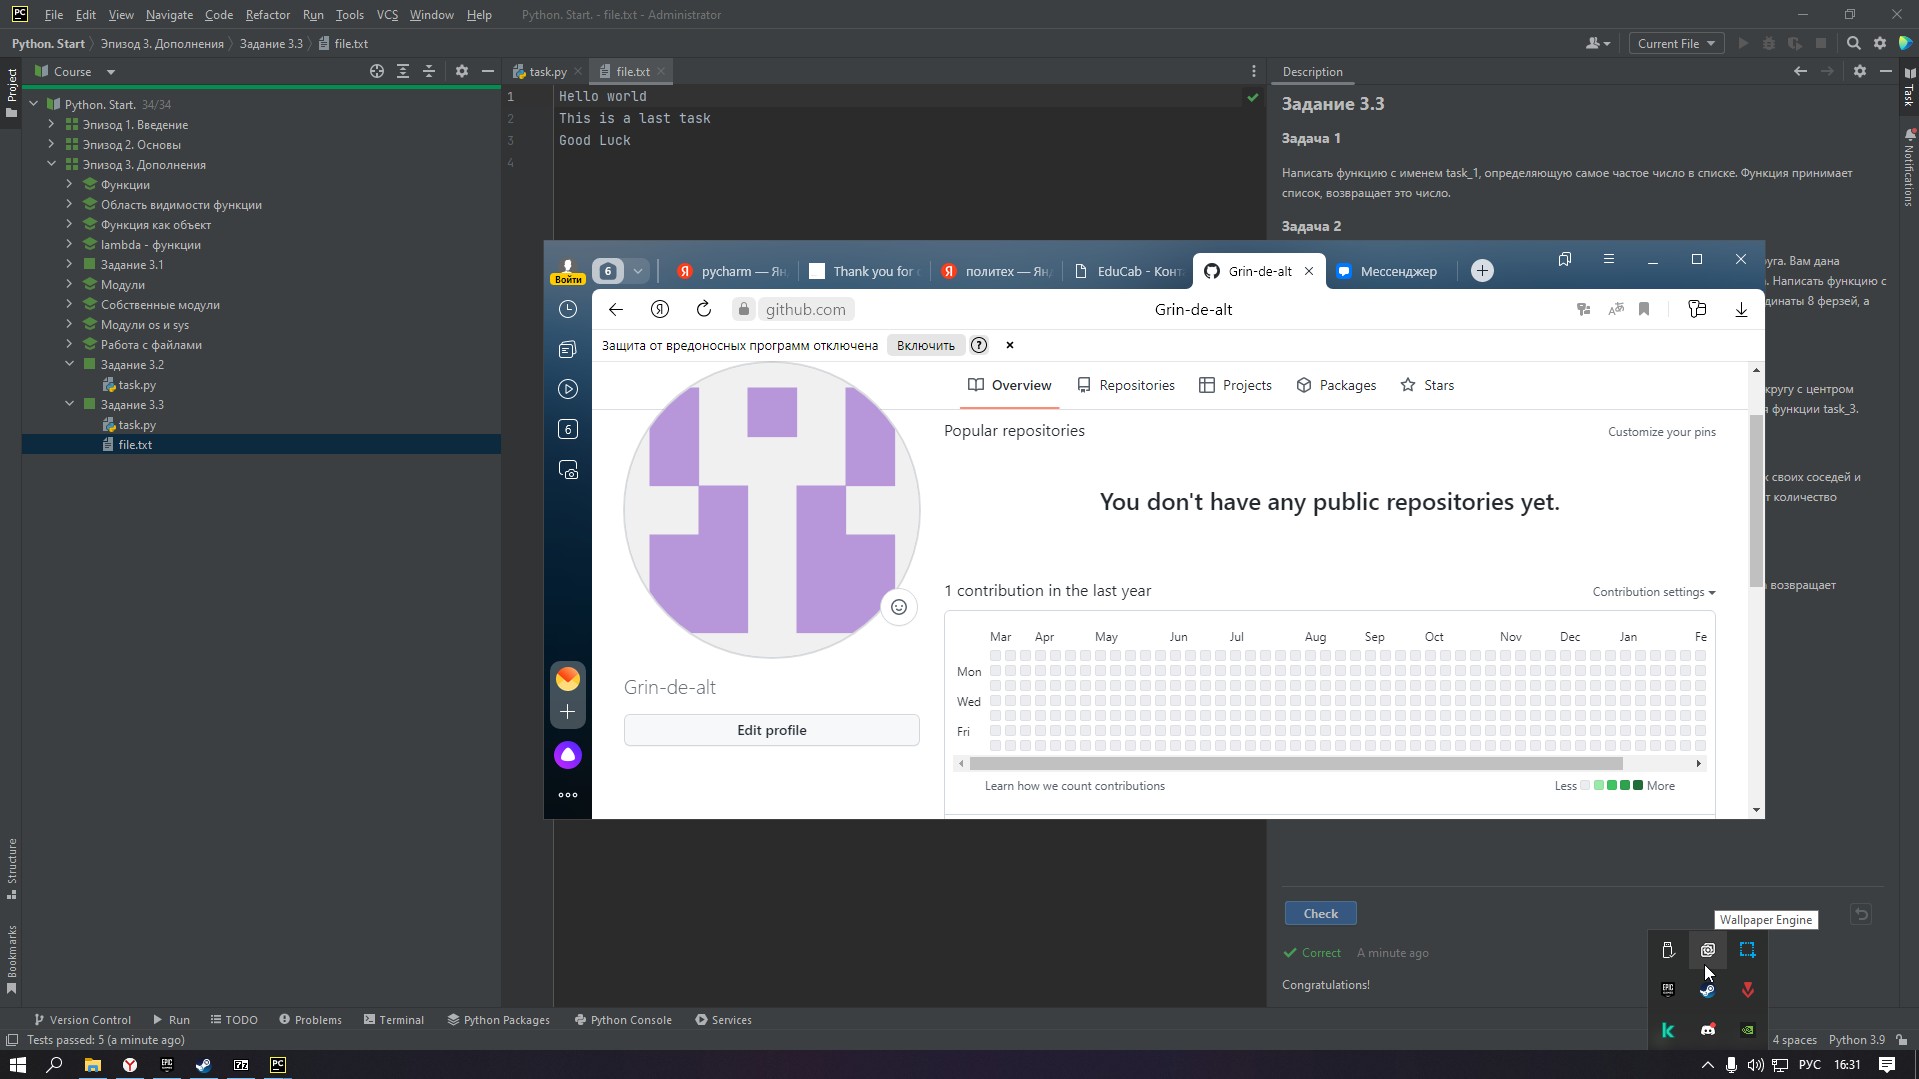 File Edit View Navigate Code Refactor Run Tools VCS Window Help Python. Start. - file.txt - Administrator
Python. Start Эпизод 3. Дополнения Задание 3.3 file.txt
Current File
Project
Course
task.py
file.txt
Description
Task
Notifications
Python. Start. 34/34
Эпизод 1. Введение
Эпизод 2. Основы
Эпизод 3. Дополнения
Функции
Область видимости функции
Функция как объект
lambda - функции
Задание 3.1
Модули
Собственные модули
Модули os и sys
Работа с файлами
Задание 3.2
task.py
Задание 3.3
task.py
file.txt
1 Hello world
2 This is a last task
3 Good Luck
4
Задание 3.3
Задача 1
Написать функцию с именем task_1, определяющую самое частое число в списке. Функция принимает
список, возвращает это число.
Задача 2
руга. Вам дана
. Написать функцию с
динаты 8 ферзей, а
кругу с центром
я функции task_3.
х своих соседей и
т количество
возвращает
Войти
6
pycharm — Ян
Thank you for
политех — Янд
EduCab - Конт
Grin-de-alt
Мессенджер
github.com
Grin-de-alt
Защита от вредоносных программ отключена Включить ?
6
Overview Repositories Projects Packages Stars
Popular repositories
Customize your pins
You don't have any public repositories yet.
1 contribution in the last year
Contribution settings
Mar Apr May Jun Jul Aug Sep Oct Nov Dec Jan Fe
Mon
Wed
Fri
Learn how we count contributions
Less More
Grin-de-alt
Edit profile
Check
Correct A minute ago
Congratulations!
Wallpaper Engine
EPIC
Structure
Bookmarks
Version Control Run TODO Problems Terminal Python Packages Python Console Services
Tests passed: 5 (a minute ago)
4 spaces Python 3.9
РУС 16:31